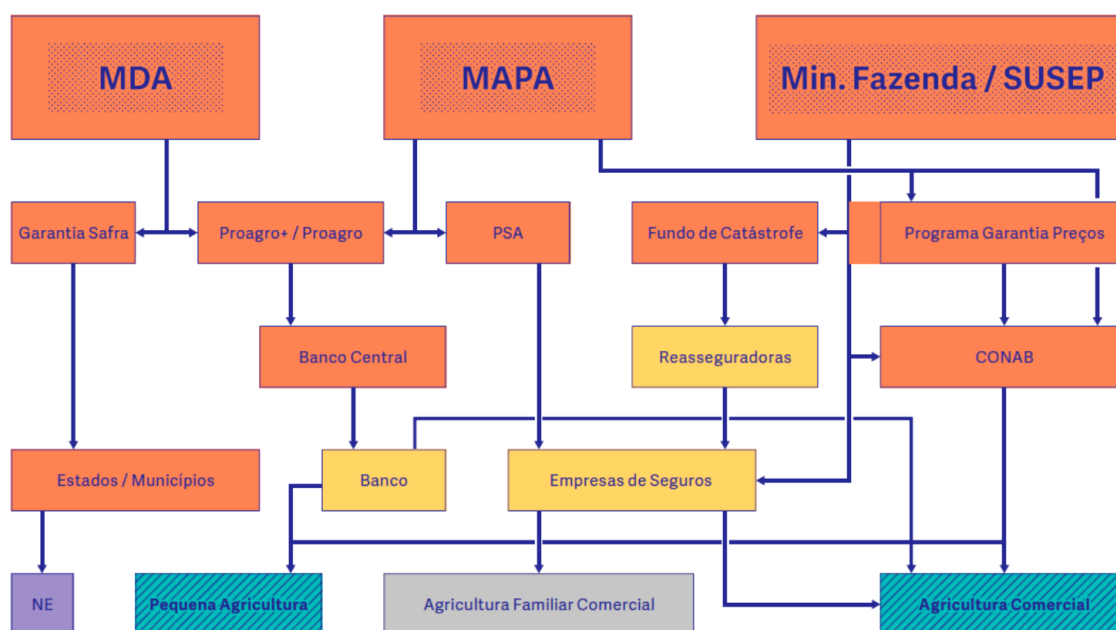 MDA
MAPA
Min. Fazenda / SUSEP
Garantia Safra
Proagro+ / Proagro
PSA
Fundo de Catástrofe
Programa Garantia Preços
Banco Central
Reasseguradoras
CONAB
Estados / Municípios
Banco
Empresas de Seguros
NE
Pequena Agricultura
Agricultura Familiar Comercial
Agricultura Comercial